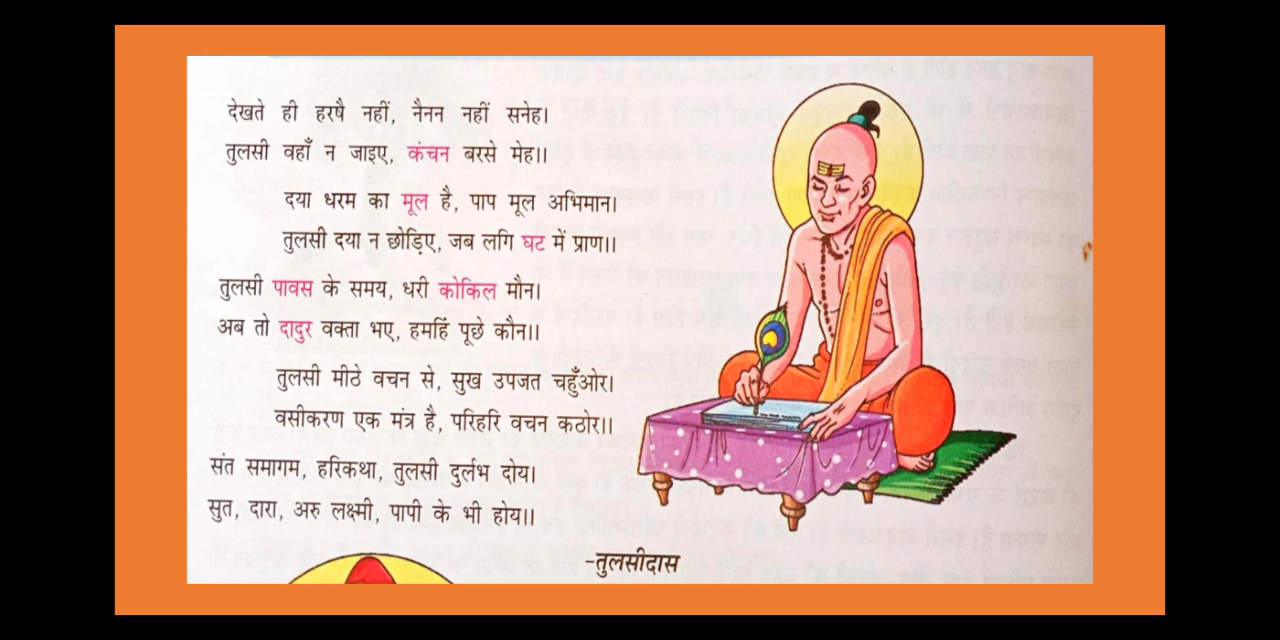 देखते ही हरषै नहीं, नैनन नहीं सनेह।
तुलसी वहाँ न जाइए, कंचन बरसे मेह।।
दया धरम का मूल है, पाप मूल अभिमान।
तुलसी दया न छोड़िए, जब लगि घट में प्राण।।
तुलसी पावस के समय, धरी कोकिल मौन।
अब तो दादुर वक्ता भए, हमहिं पूछे कौन।।
तुलसी मीठे वचन से, सुख उपजत चहुँओर।
वसीकरण एक मंत्र है, परिहरि वचन कठोर।।
संत समागम, हरिकथा, तुलसी दुर्लभ दोय।
सुत, दारा, अरु लक्ष्मी, पापी के भी होय।।
-तुलसीदास